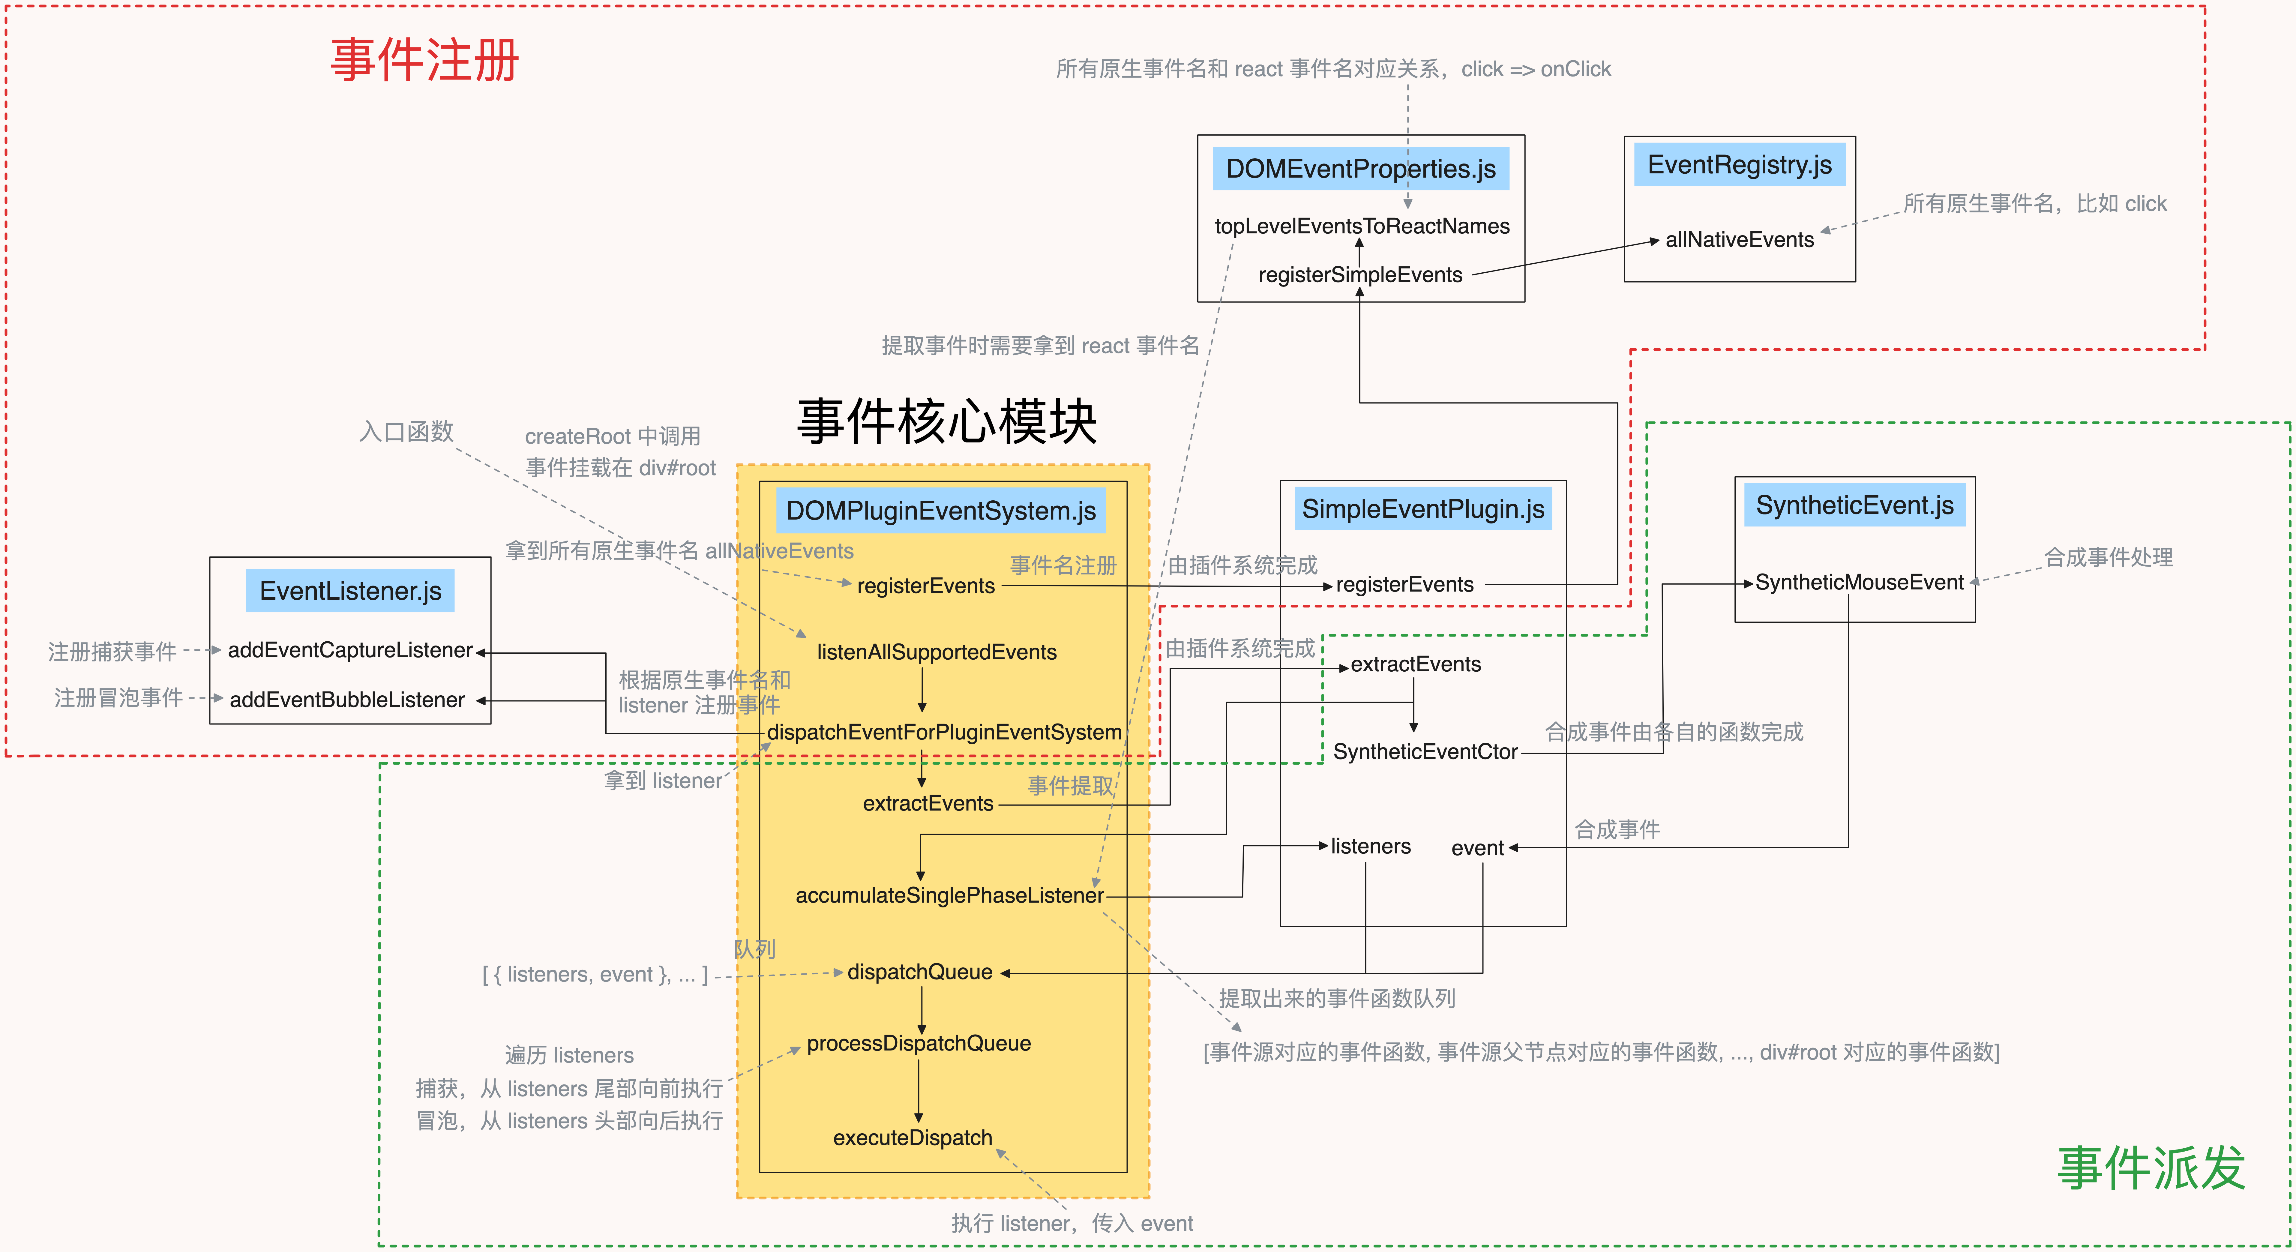 事件注册
所有原生事件名和 react 事件名对应关系，click => onClick
DOMEventProperties.js
topLevelEventsToReactNames
registerSimpleEvents
EventRegistry.js
allNativeEvents
所有原生事件名，比如 click
提取事件时需要拿到 react 事件名
事件核心模块
入口函数
createRoot 中调用
事件挂载在 div#root
DOMPluginEventSystem.js
拿到所有原生事件名 allNativeEvents
registerEvents
事件名注册
由插件系统完成
SimpleEventPlugin.js
registerEvents
SyntheticEvent.js
SyntheticMouseEvent
合成事件处理
EventListener.js
addEventCaptureListener
addEventBubbleListener
注册捕获事件
注册冒泡事件
根据原生事件名和
listener 注册事件
listenAllSupportedEvents
dispatchEventForPluginEventSystem
拿到 listener
由插件系统完成
extractEvents
SyntheticEventCtor
合成事件由各自的函数完成
事件提取
extractEvents
listeners
event
合成事件
accumulateSinglePhaseListener
队列
[ { listeners, event }, ... ]
dispatchQueue
提取出来的事件函数队列
[事件源对应的事件函数, 事件源父节点对应的事件函数, ..., div#root 对应的事件函数]
processDispatchQueue
遍历 listeners
捕获，从 listeners 尾部向前执行
冒泡，从 listeners 头部向后执行
executeDispatch
执行 listener，传入 event
事件派发